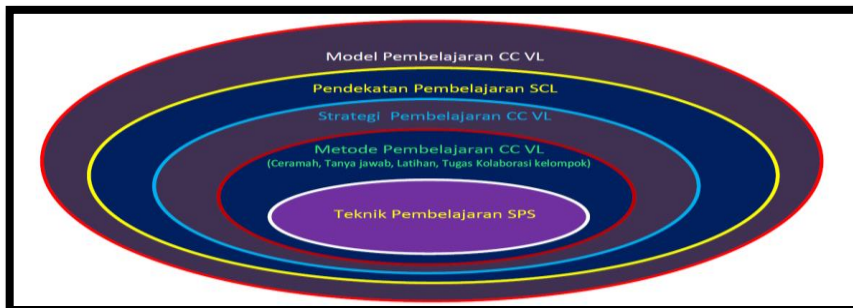 Model Pembelajaran CC VL
Pendekatan Pembelajaran SCL
Strategi Pembelajaran CC VL
Metode Pembelajaran CC VL
(Ceramah, Tanya jawab, Latihan, Tugas Kolaborasi kelompok)
Teknik Pembelajaran SPS